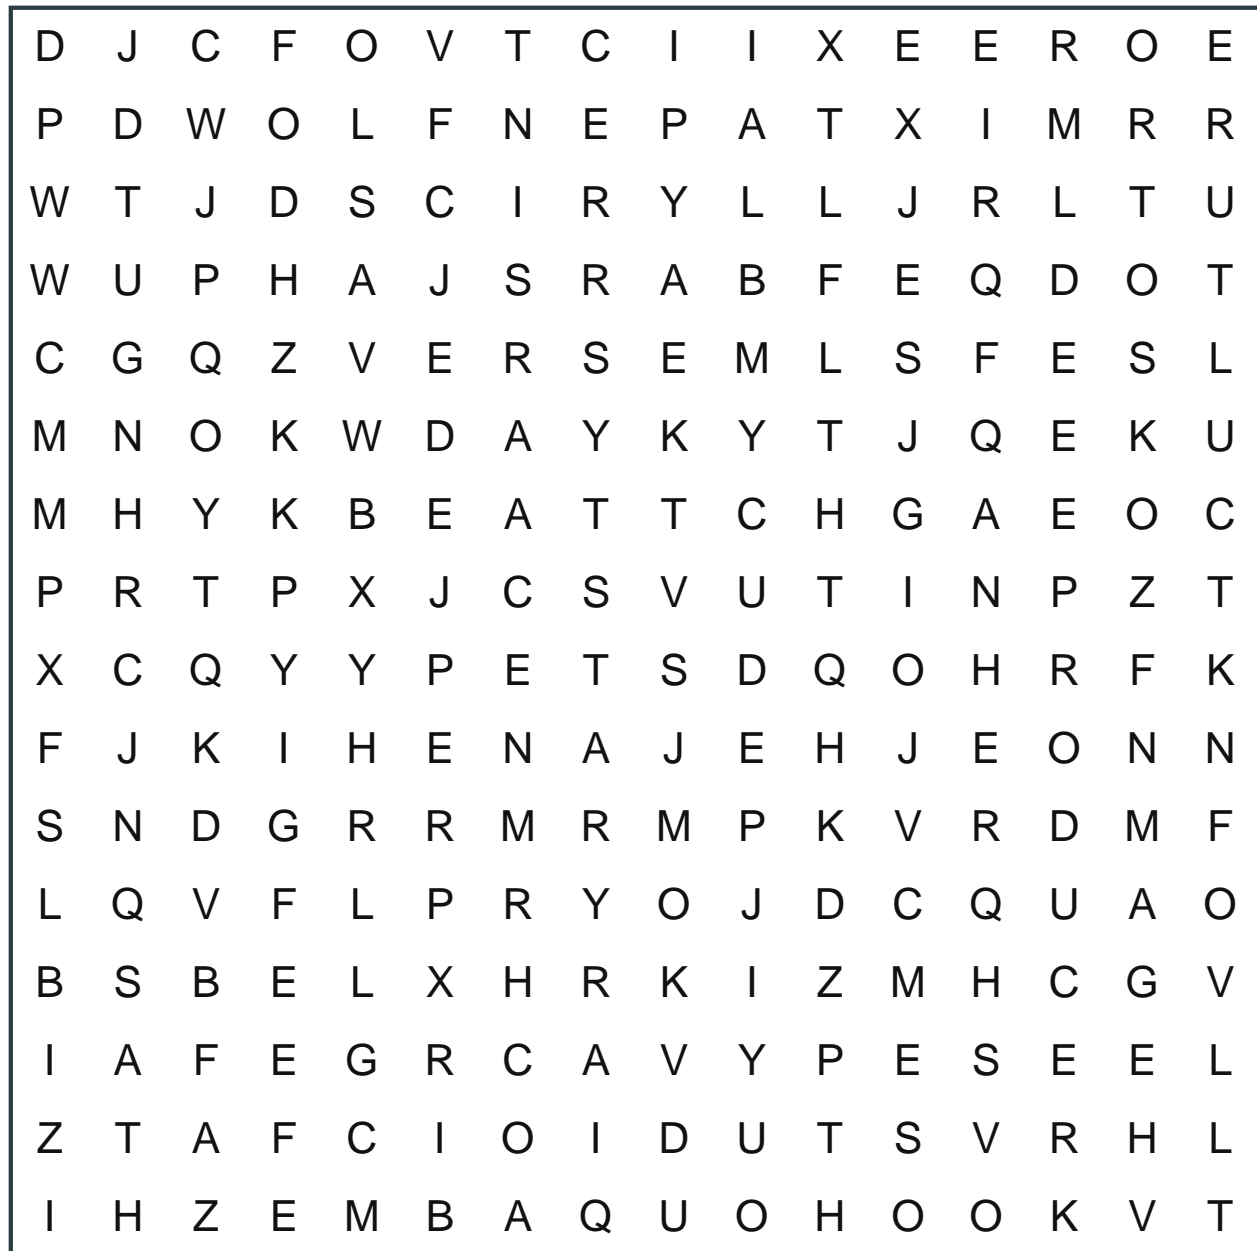 D J C F O V T C I I X E E R O E
P D W O L F N E P A T X I M R R
W T J D S C I R Y L L J R L T U
W U P H A J S R A B F E Q D O T
C G Q Z V E R S E M L S F E S L
M N O K W D A Y K Y T J Q E K U
M H Y K B E A T T C H G A E O C
P R T P X J C S V U T I N P Z T
X C Q Y Y P E T S D Q O H R F K
F J K I H E N A J E H J E O N N
S N D G R R M R M P K V R D M F
L Q V F L P R Y O J D C Q U A O
B S B E L X H R K I Z M H C G V
I A F E G R C A V Y P E S E E L
Z T A F C I O I D U T S V R H L
I H Z E M B A Q U O H O O K V T